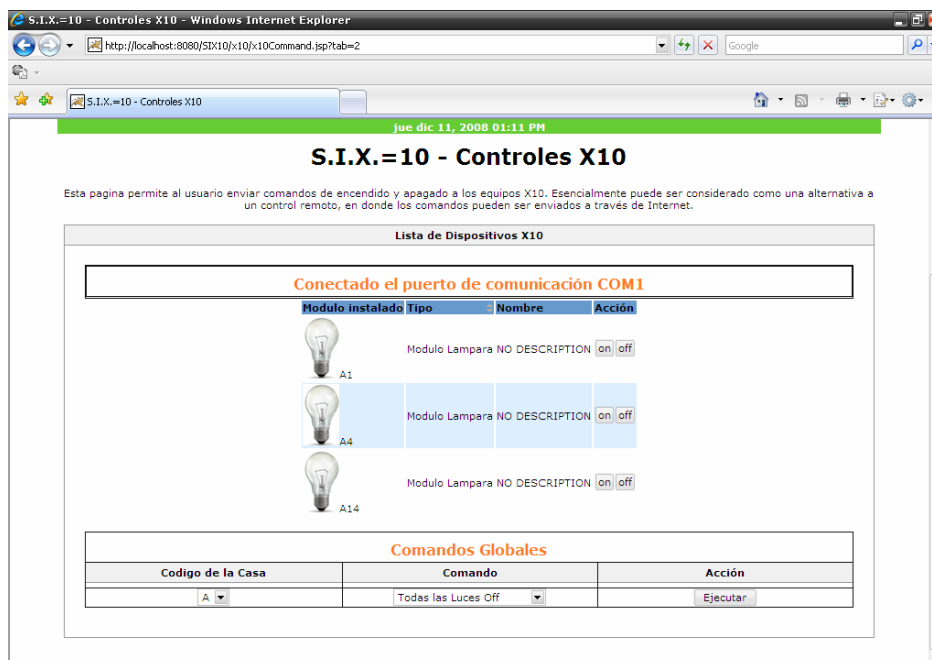 S.I.X.=10 - Controles X10 - Windows Internet Explorer
http://localhost:8080/SIX10/x10/x10Command.jsp?tab=2
Google
S.I.X.=10 - Controles X10
jue dic 11, 2008 01:11 PM
S.I.X.=10 - Controles X10
Esta pagina permite al usuario enviar comandos de encendido y apagado a los equipos X10. Esencialmente puede ser considerado como una alternativa a
un control remoto, en donde los comandos pueden ser enviados a través de Internet.
Lista de Dispositivos X10
Conectado el puerto de comunicación COM1
Modulo instalado Tipo Nombre Acción
A1 Modulo Lampara NO DESCRIPTION on off
A4 Modulo Lampara NO DESCRIPTION on off
A14 Modulo Lampara NO DESCRIPTION on off
Comandos Globales
Codigo de la Casa Comando Acción
A Todas las Luces Off Ejecutar